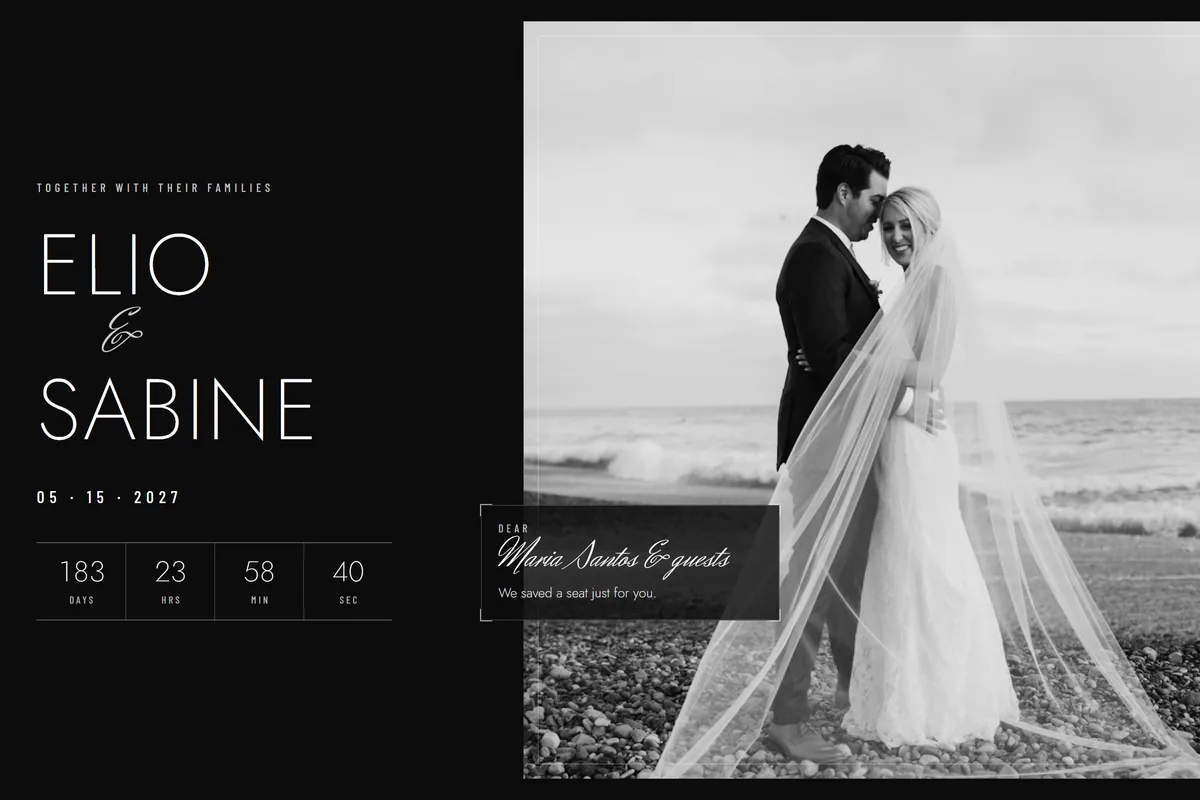 TOGETHER WITH THEIR FAMILIES
ELIO
&
SABINE
05 · 15 · 2027
183 23 58 40
DAYS HRS MIN SEC
DEAR
Maria Santos & guests
We saved a seat just for you.